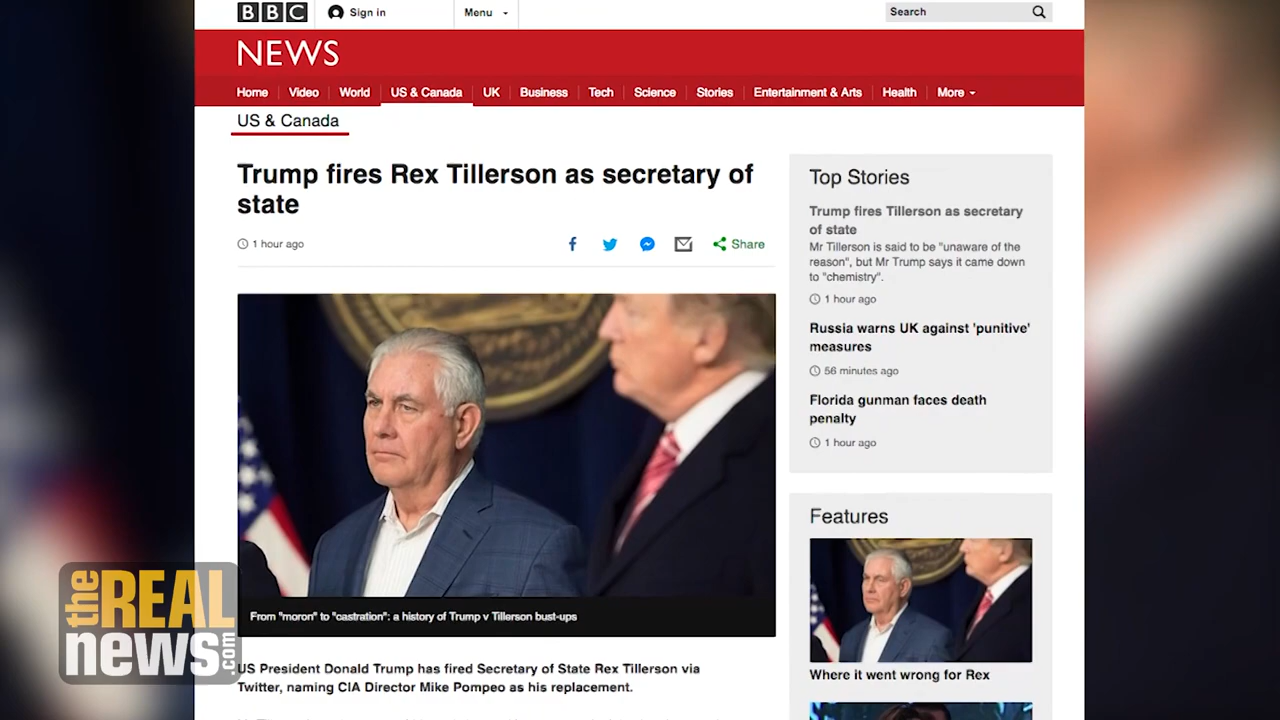 BBC
Sign in
Menu
Search
NEWS
Home
Video
World
US & Canada
UK
Business
Tech
Science
Stories
Entertainment & Arts
Health
More
US & Canada
Trump fires Rex Tillerson as secretary of
state
1 hour ago
Share
From "moron" to "castration": a history of Trump v Tillerson bust-ups
US President Donald Trump has fired Secretary of State Rex Tillerson via
Twitter, naming CIA Director Mike Pompeo as his replacement.
Top Stories
Trump fires Tillerson as secretary
of state
Mr Tillerson is said to be "unaware of the
reason", but Mr Trump says it came down
to "chemistry".
1 hour ago
Russia warns UK against 'punitive'
measures
56 minutes ago
Florida gunman faces death
penalty
1 hour ago
Features
Where it went wrong for Rex
the REAL
news.com